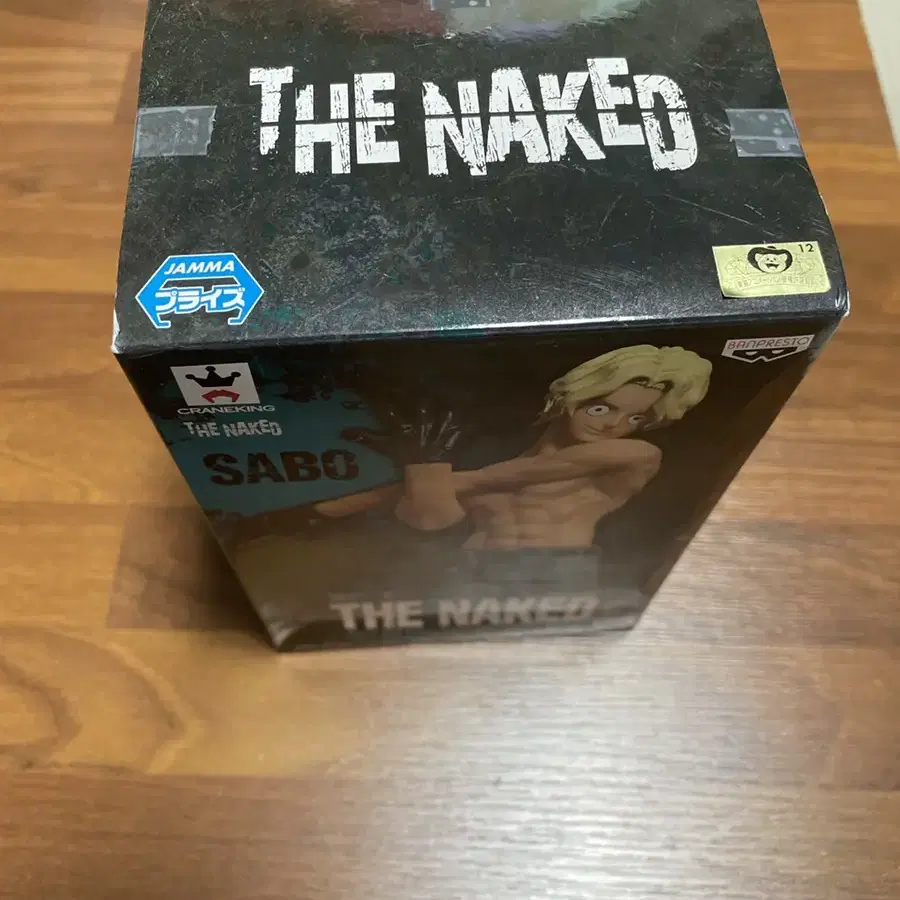 THE NAKED
JAMMA
プライズ
12
BANPRESTO
CRANEKING
THE NAKED
SABO
THE NAKED